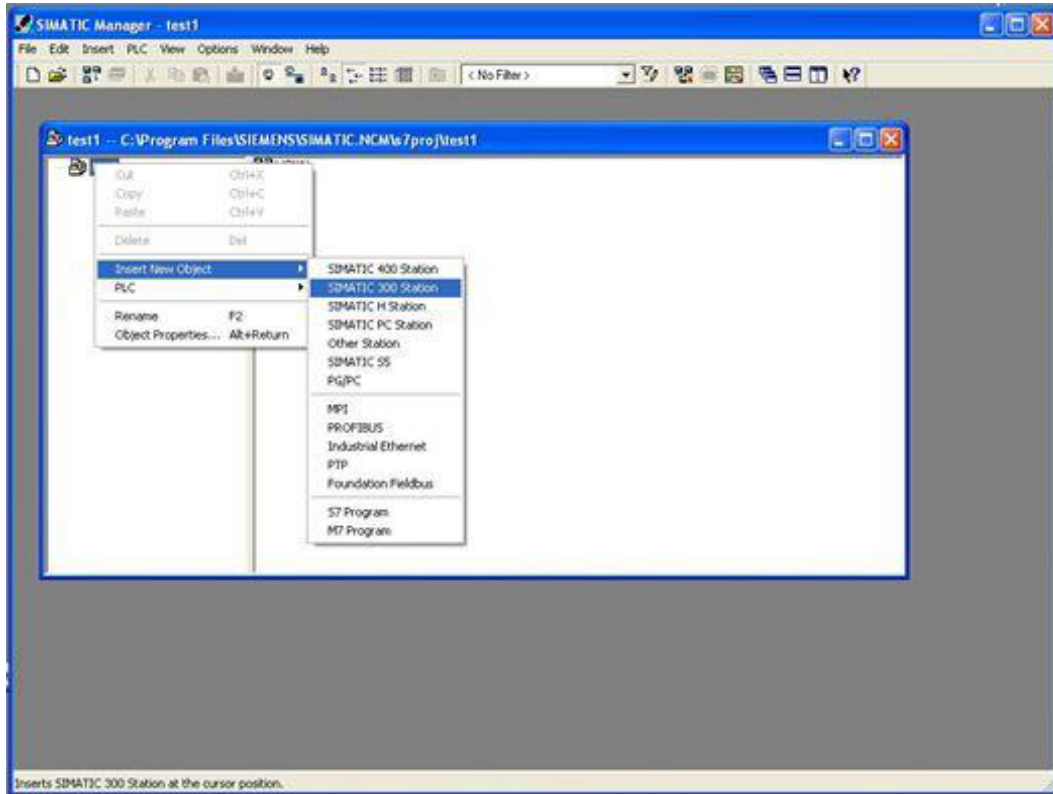 SIMATIC Manager - test1
File Edit Insert PLC View Options Window Help
< No Filter >
test1 -- C:\Program Files\SIEMENS\SIMATIC.NCM\s7proj\test1
Cut Ctrl+X
Copy Ctrl+C
Paste Ctrl+V
Delete Del
Insert New Object
PLC
Rename F2
Object Properties... Alt+Return
SIMATIC 400 Station
SIMATIC 300 Station
SIMATIC H Station
SIMATIC PC Station
Other Station
SIMATIC S5
PG/PC
MPI
PROFIBUS
Industrial Ethernet
PTP
Foundation Fieldbus
S7 Program
M7 Program
Inserts SIMATIC 300 Station at the cursor position.